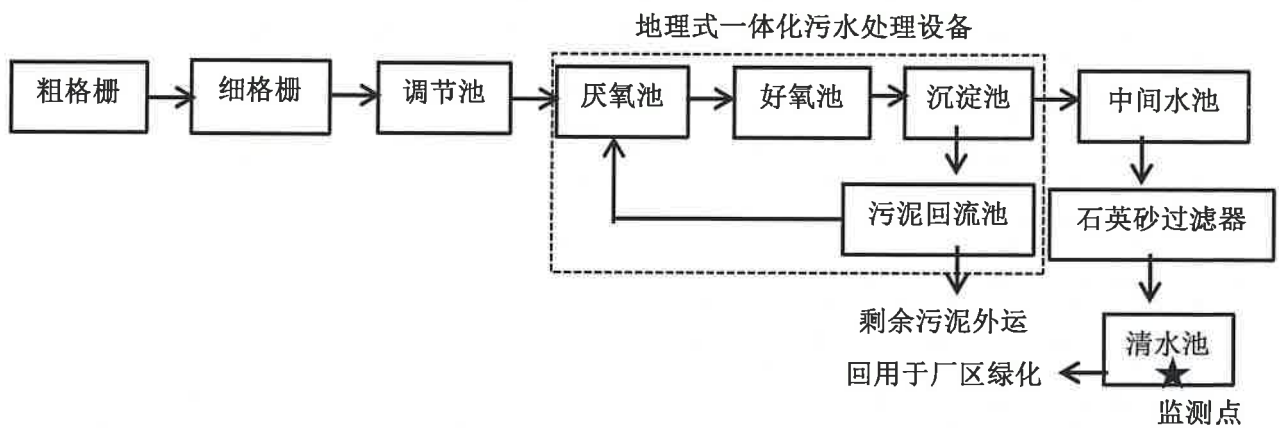 地理式一体化污水处理设备
粗格栅
细格栅
调节池
厌氧池
好氧池
沉淀池
中间水池
污泥回流池
石英砂过滤器
剩余污泥外运
清水池
回用于厂区绿化
监测点